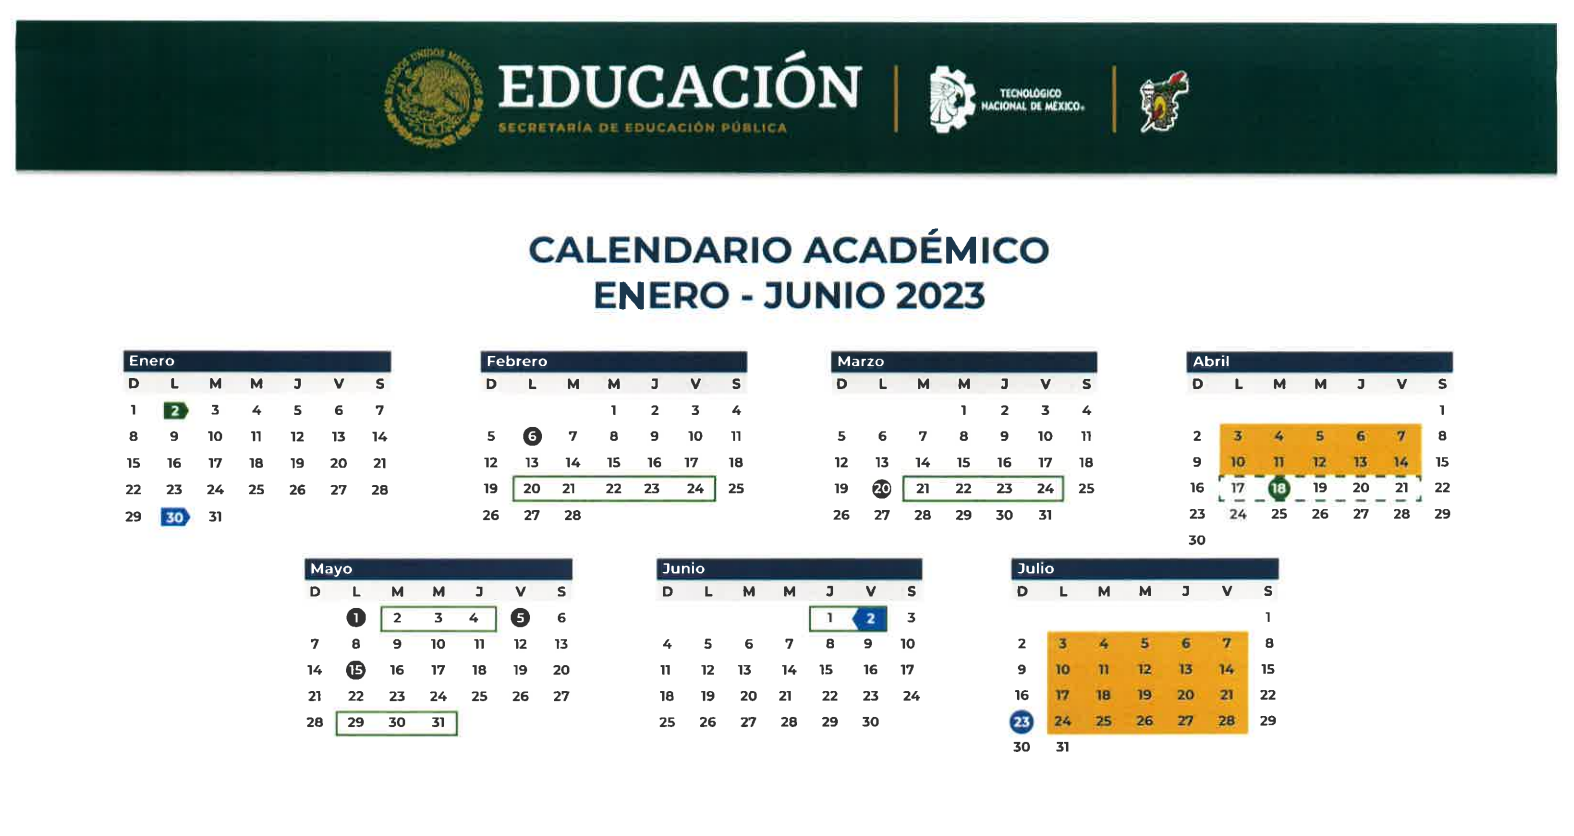 ESTADOS UNIDOS MEXICANOS
EDUCACIÓN
SECRETARÍA DE EDUCACIÓN PÚBLICA
TECNOLÓGICO
NACIONAL DE MÉXICO®
CALENDARIO ACADÉMICO
ENERO - JUNIO 2023
Enero
D L M M J V S
1 2 3 4 5 6 7
8 9 10 11 12 13 14
15 16 17 18 19 20 21
22 23 24 25 26 27 28
29 30 31
Febrero
D L M M J V S
1 2 3 4
5 6 7 8 9 10 11
12 13 14 15 16 17 18
19 20 21 22 23 24 25
26 27 28
Marzo
D L M M J V S
1 2 3 4
5 6 7 8 9 10 11
12 13 14 15 16 17 18
19 20 21 22 23 24 25
26 27 28 29 30 31
Abril
D L M M J V S
1
2 3 4 5 6 7 8
9 10 11 12 13 14 15
16 17 18 19 20 21 22
23 24 25 26 27 28 29
30
Mayo
D L M M J V S
1 2 3 4 5 6
7 8 9 10 11 12 13
14 15 16 17 18 19 20
21 22 23 24 25 26 27
28 29 30 31
Junio
D L M M J V S
1 2 3
4 5 6 7 8 9 10
11 12 13 14 15 16 17
18 19 20 21 22 23 24
25 26 27 28 29 30
Julio
D L M M J V S
1
2 3 4 5 6 7 8
9 10 11 12 13 14 15
16 17 18 19 20 21 22
23 24 25 26 27 28 29
30 31